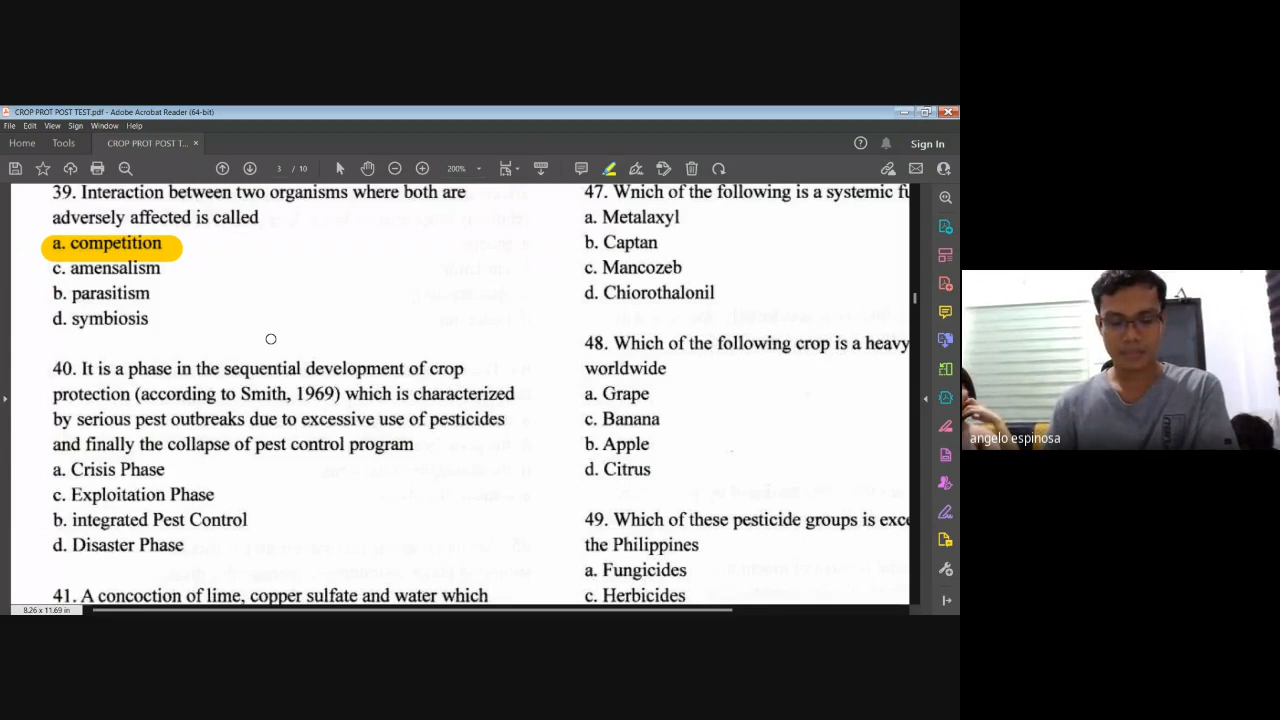 CROP PROT POST TEST.pdf - Adobe Acrobat Reader (64-bit)
File Edit View Sign Window Help
Home Tools CROP PROT POST T... × Sign In
3 / 10 200%
39. Interaction between two organisms where both are
adversely affected is called
a. competition
c. amensalism
b. parasitism
d. symbiosis
40. It is a phase in the sequential development of crop
protection (according to Smith, 1969) which is characterized
by serious pest outbreaks due to excessive use of pesticides
and finally the collapse of pest control program
a. Crisis Phase
c. Exploitation Phase
b. integrated Pest Control
d. Disaster Phase
41. A concoction of lime, copper sulfate and water which
47. Which of the following is a systemic fu
a. Metalaxyl
b. Captan
c. Mancozeb
d. Chiorothalonil
48. Which of the following crop is a heavy
worldwide
a. Grape
c. Banana
b. Apple
d. Citrus
49. Which of these pesticide groups is exce
the Philippines
a. Fungicides
c. Herbicides
8.26 x 11.69 in
angelo espinosa